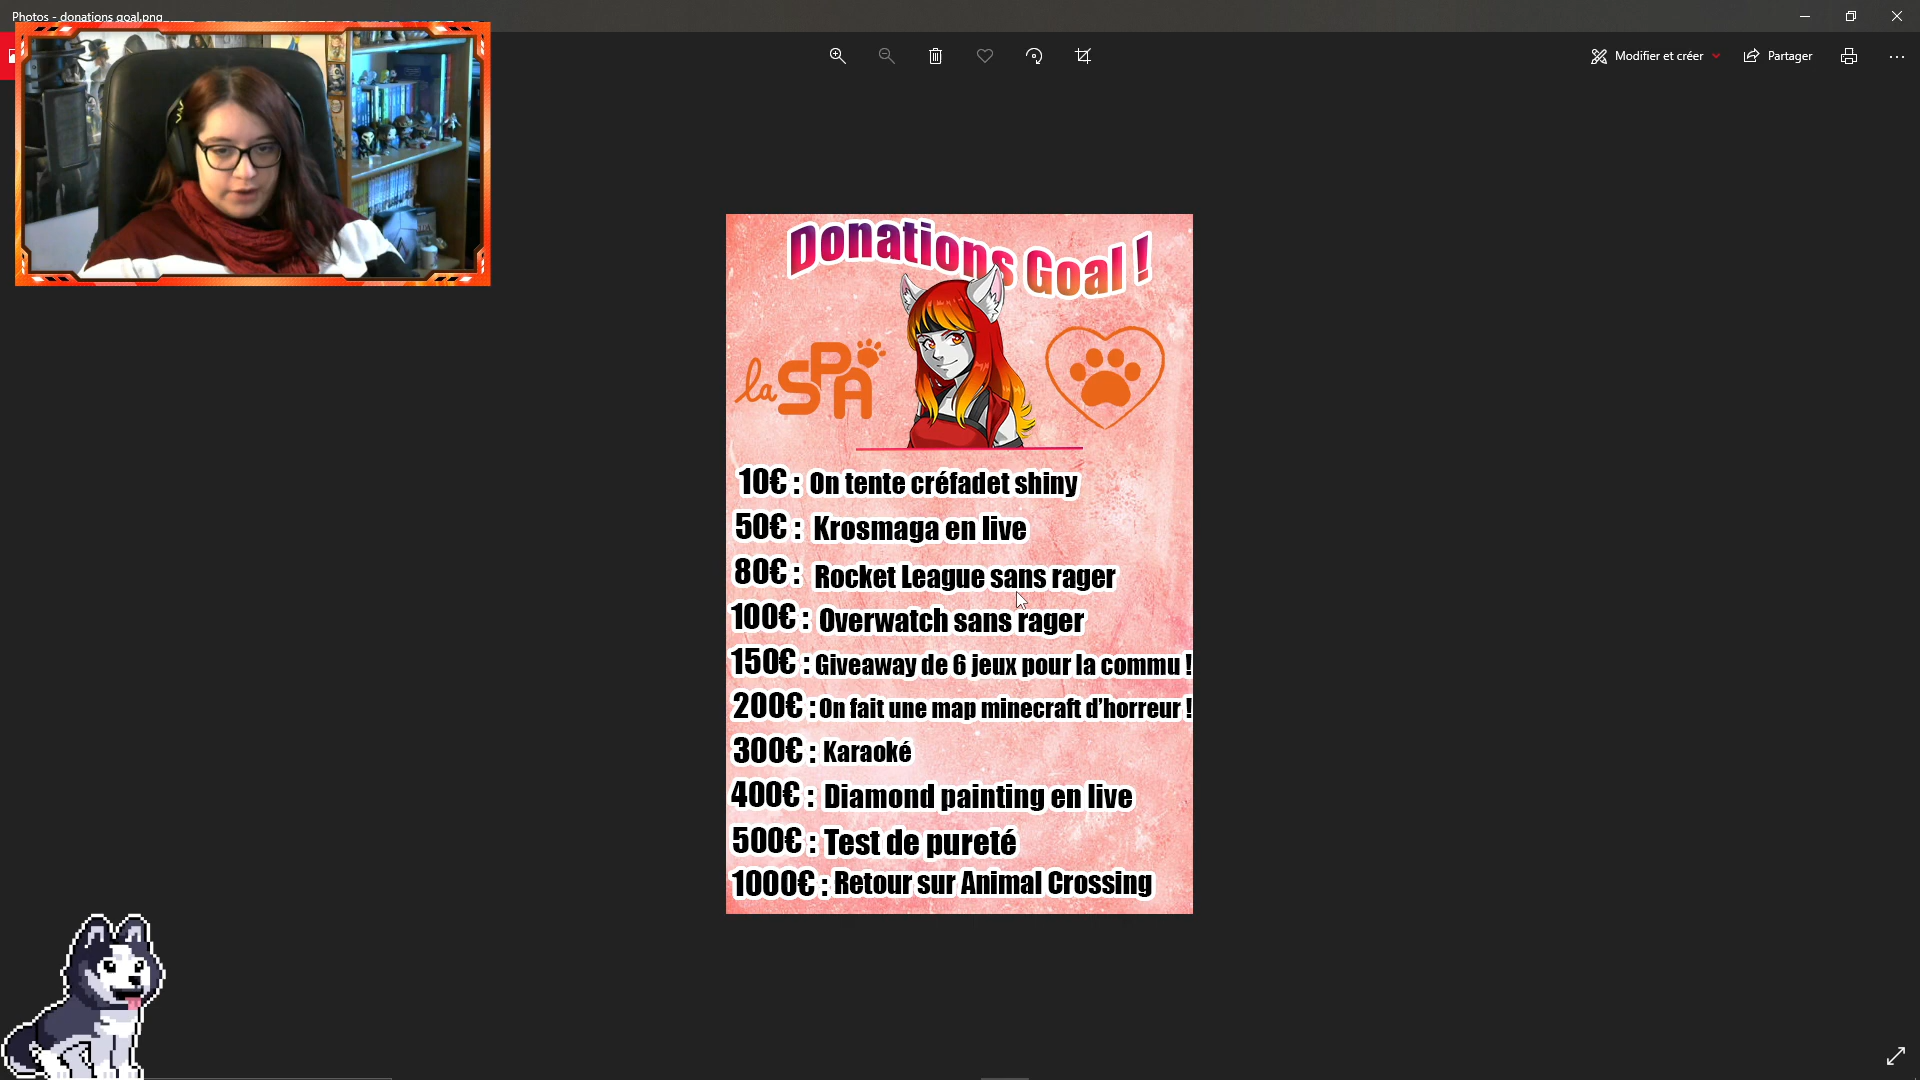 Photos - donations goal.png
Modifier et créer
Partager
Donations Goal !
la SPA
10€ : On tente créfadet shiny
50€ : Krosmaga en live
80€ : Rocket League sans rager
100€ : Overwatch sans rager
150€ : Giveaway de 6 jeux pour la commu !
200€ : On fait une map minecraft d'horreur !
300€ : Karaoké
400€ : Diamond painting en live
500€ : Test de pureté
1000€ : Retour sur Animal Crossing